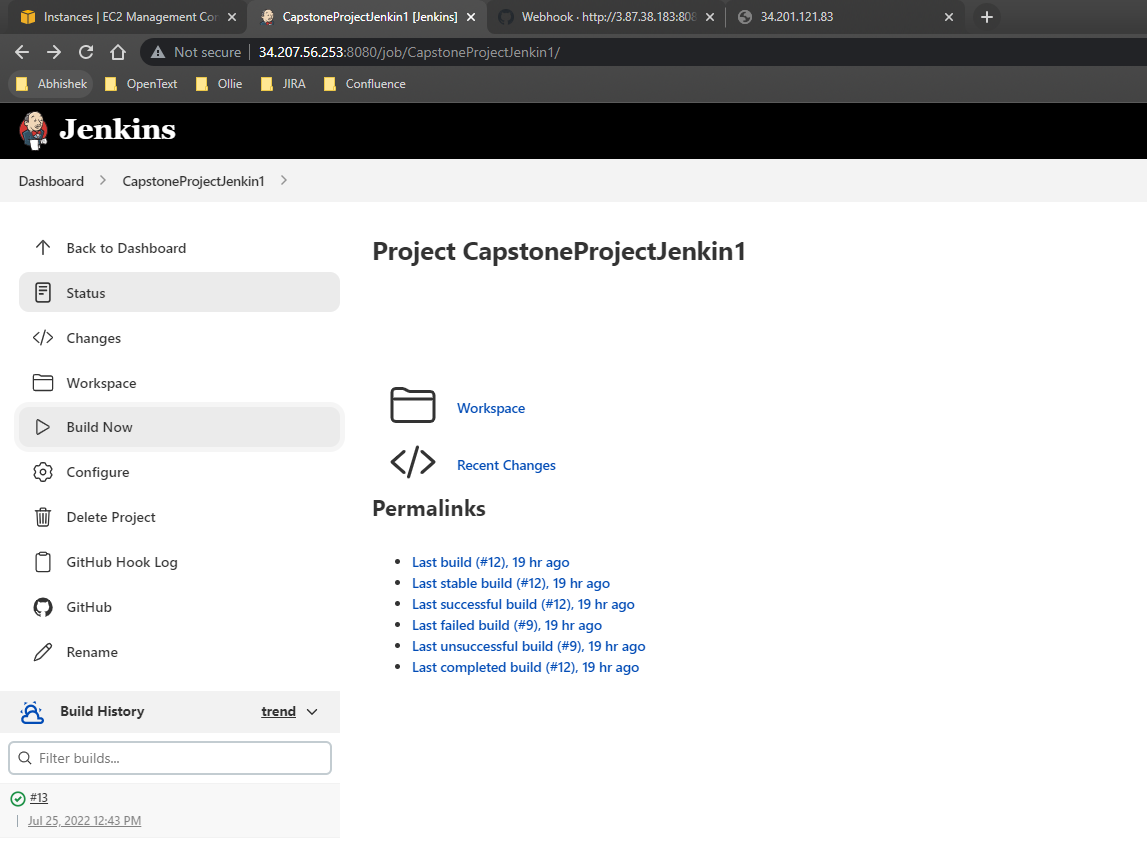 Instances | EC2 Management Con
CapstoneProjectJenkin1 [Jenkins]
Webhook · http://3.87.38.183:808
34.201.121.83
Not secure
34.207.56.253:8080/job/CapstoneProjectJenkin1/
Abhishek
OpenText
Ollie
JIRA
Confluence
Jenkins
Dashboard
CapstoneProjectJenkin1
Back to Dashboard
Status
Changes
Workspace
Build Now
Configure
Delete Project
GitHub Hook Log
GitHub
Rename
Build History
trend
Filter builds...
#13
Jul 25, 2022 12:43 PM
Project CapstoneProjectJenkin1
Workspace
Recent Changes
Permalinks
Last build (#12), 19 hr ago
Last stable build (#12), 19 hr ago
Last successful build (#12), 19 hr ago
Last failed build (#9), 19 hr ago
Last unsuccessful build (#9), 19 hr ago
Last completed build (#12), 19 hr ago